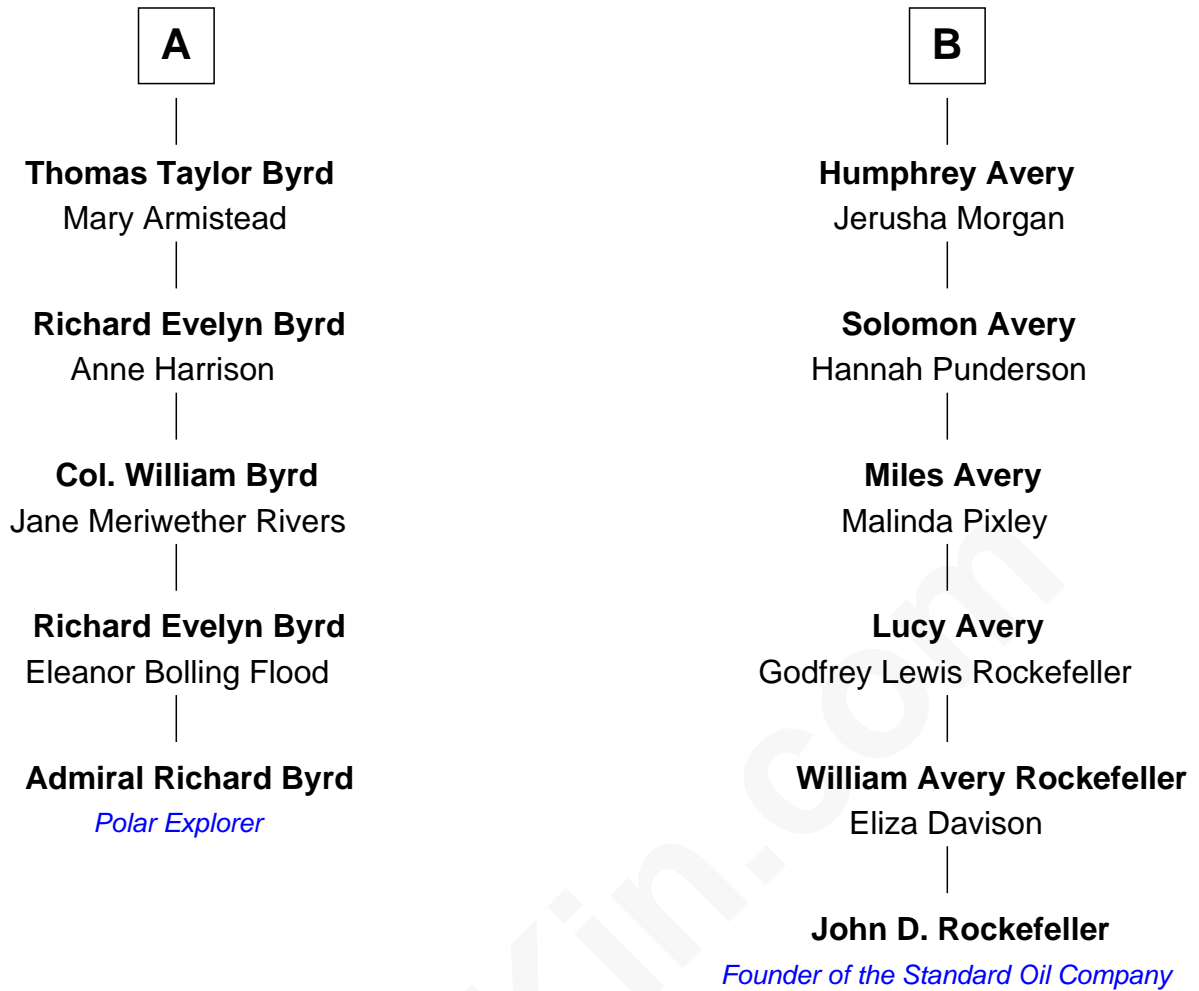 A
Thomas Taylor Byrd
Mary Armistead
Richard Evelyn Byrd
Anne Harrison
Col. William Byrd
Jane Meriwether Rivers
Richard Evelyn Byrd
Eleanor Bolling Flood
Admiral Richard Byrd
Polar Explorer
B
Humphrey Avery
Jerusha Morgan
Solomon Avery
Hannah Punderson
Miles Avery
Malinda Pixley
Lucy Avery
Godfrey Lewis Rockefeller
William Avery Rockefeller
Eliza Davison
John D. Rockefeller
Founder of the Standard Oil Company